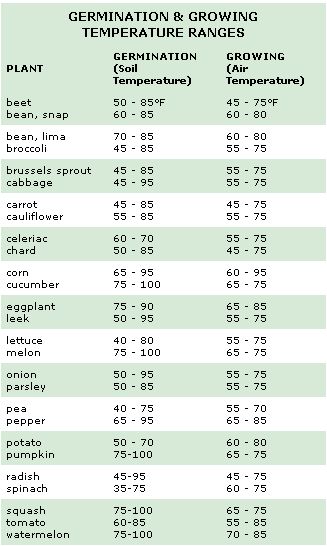 GERMINATION & GROWING
TEMPERATURE RANGES
PLANT GERMINATION (Soil Temperature) GROWING (Air Temperature)
beet 50 - 85°F 45 - 75°F
bean, snap 60 - 85 60 - 80
bean, lima 70 - 85 60 - 80
broccoli 45 - 85 55 - 75
brussels sprout 45 - 85 55 - 75
cabbage 45 - 95 55 - 75
carrot 45 - 85 45 - 75
cauliflower 55 - 85 55 - 75
celeriac 60 - 70 55 - 75
chard 50 - 85 45 - 75
corn 65 - 95 60 - 95
cucumber 75 - 100 65 - 75
eggplant 75 - 90 65 - 85
leek 50 - 95 55 - 75
lettuce 40 - 80 55 - 75
melon 75 - 100 65 - 75
onion 50 - 95 55 - 75
parsley 50 - 85 55 - 75
pea 40 - 75 55 - 70
pepper 65 - 95 65 - 75
potato 50 - 70 60 - 80
pumpkin 75-100 65 - 75
radish 45-95 45 - 75
spinach 35-75 60 - 75
squash 75-100 65 - 75
tomato 60-85 55 - 85
watermelon 75-100 70 - 85